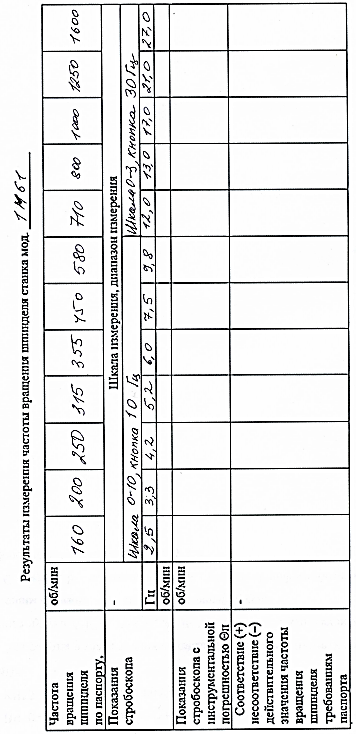 Результаты измерения частоты вращения шпинделя станка мод. 1М61
Частота вращения шпинделя по паспорту, об/мин 160 200 250 315 355 450 580 710 800 1000 1250 1600
Показания стробоскопа - Шкала измерения, диапазон измерения
Шкала 0-10, кнопка 10 Гц Шкала 0-3, кнопка 30 Гц
Гц 2,5 3,3 4,2 5,2 6,0 7,5 9,8 12,0 13,0 17,0 21,0 27,0
об/мин
Показания стробоскопа с инструментальной погрешностью Θп об/мин
Соответствие (+) несоответствие (–) действительного значения частоты вращения шпинделя требованиям паспорта -